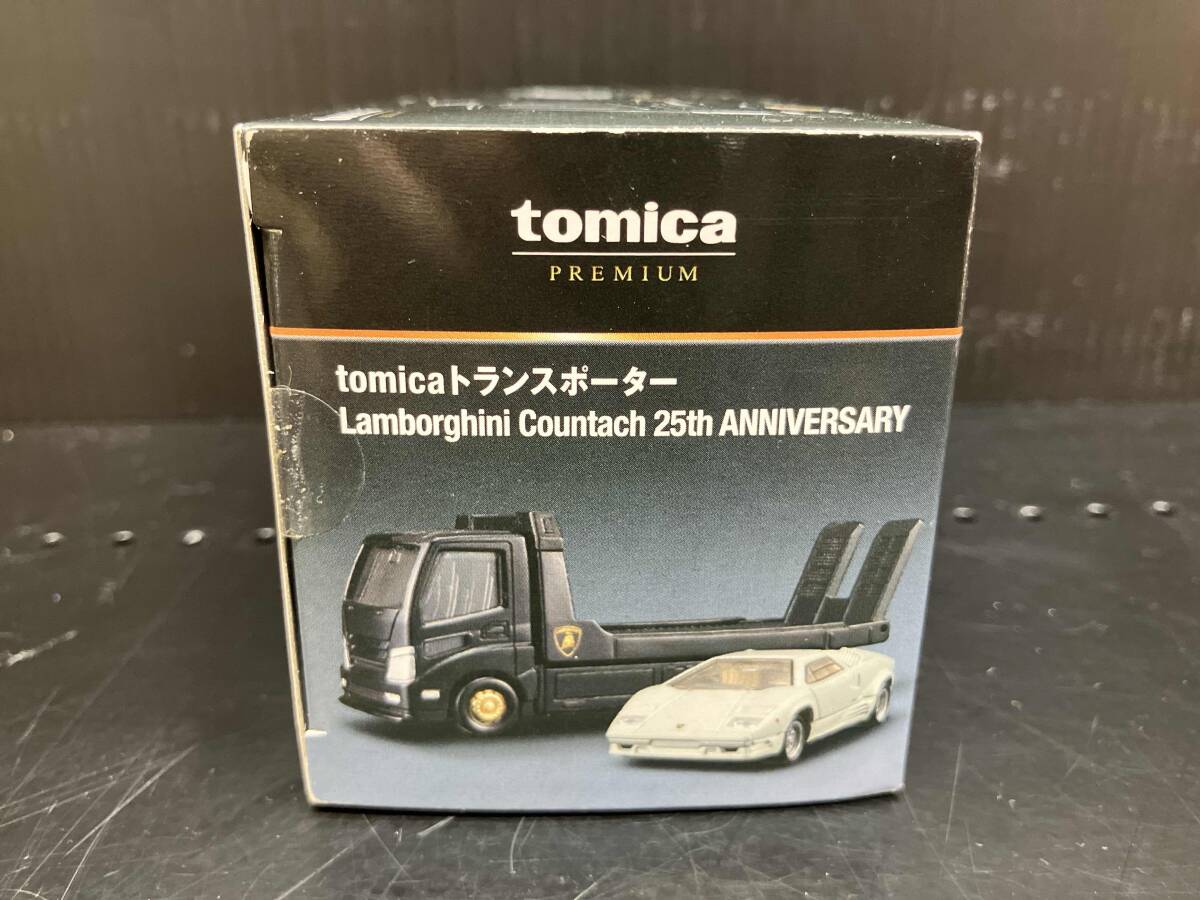 tomica
PREMIUM
tomicaトランスポーター
Lamborghini Countach 25th ANNIVERSARY